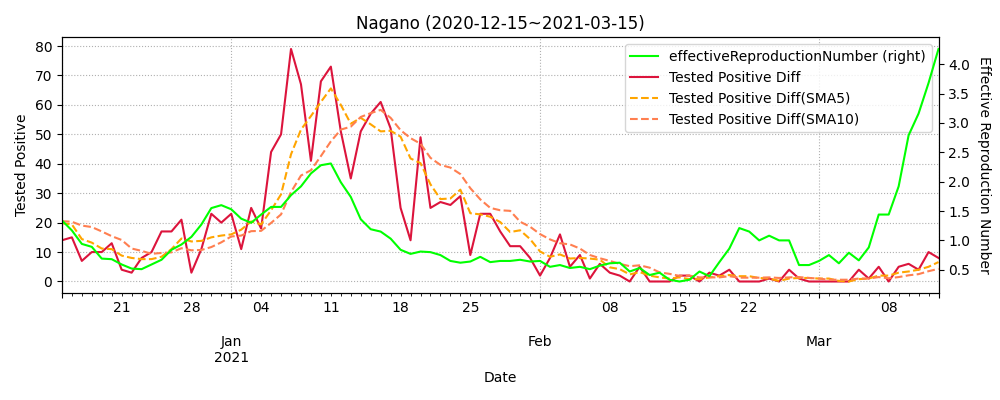 Nagano (2020-12-15~2021-03-15)
80
70
60
50
40
30
20
10
0
Tested Positive
effectiveReproductionNumber (right)
Tested Positive Diff
Tested Positive Diff(SMA5)
Tested Positive Diff(SMA10)
4.0
3.5
3.0
2.5
2.0
1.5
1.0
0.5
Effective Reproduction Number
21 28 04 11 18 25 08 15 22 08
Jan Feb Mar
2021
Date